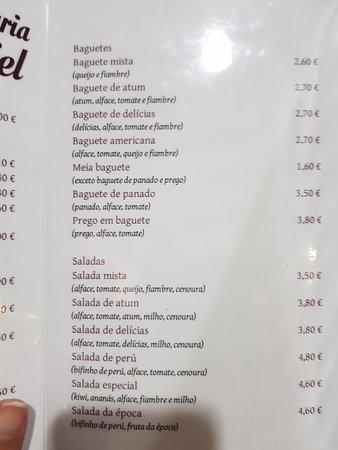 Baguetes
Baguete mista 2,60 €
(queijo e fiambre)
Baguete de atum 2,70 €
(atum, alface, tomate e fiambre)
Baguete de delícias 2,70 €
(delícias, alface, tomate e fiambre)
Baguete americana 2,70 €
(alface, tomate, queijo e fiambre)
Meia baguete 1,60 €
(exceto baguete de panado e prego)
Baguete de panado 3,50 €
(panado, alface, tomate)
Prego em baguete 3,80 €
(prego, alface, tomate)
Saladas
Salada mista 3,50 €
(alface, tomate, queijo, fiambre, cenoura)
Salada de atum 3,80 €
(alface, tomate, atum, milho, cenoura)
Salada de delícias 3,80 €
(alface, tomate, delícias, milho, cenoura)
Salada de perú 4,80 €
(bifinho de perú, alface, tomate, cenoura)
Salada especial 4,60 €
(kiwi, ananás, alface, fiambre e milho)
Salada da época 4,60 €
(bifinho de perú, fruta da época)